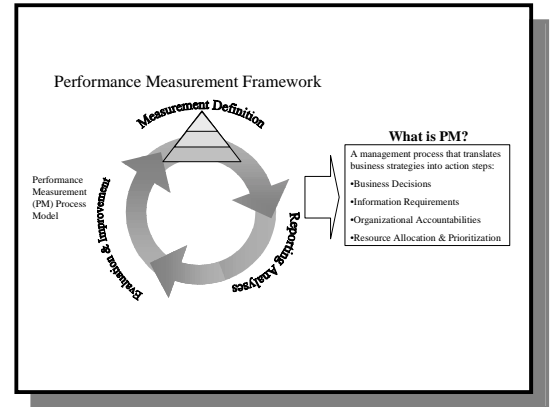 Performance Measurement Framework
Measurement Definition
What is PM?
A management process that translates
business strategies into action steps:
•Business Decisions
•Information Requirements
•Organizational Accountabilities
•Resource Allocation & Prioritization
Performance
Measurement
(PM) Process
Model
Evaluation & Improvement
Reporting Analyses